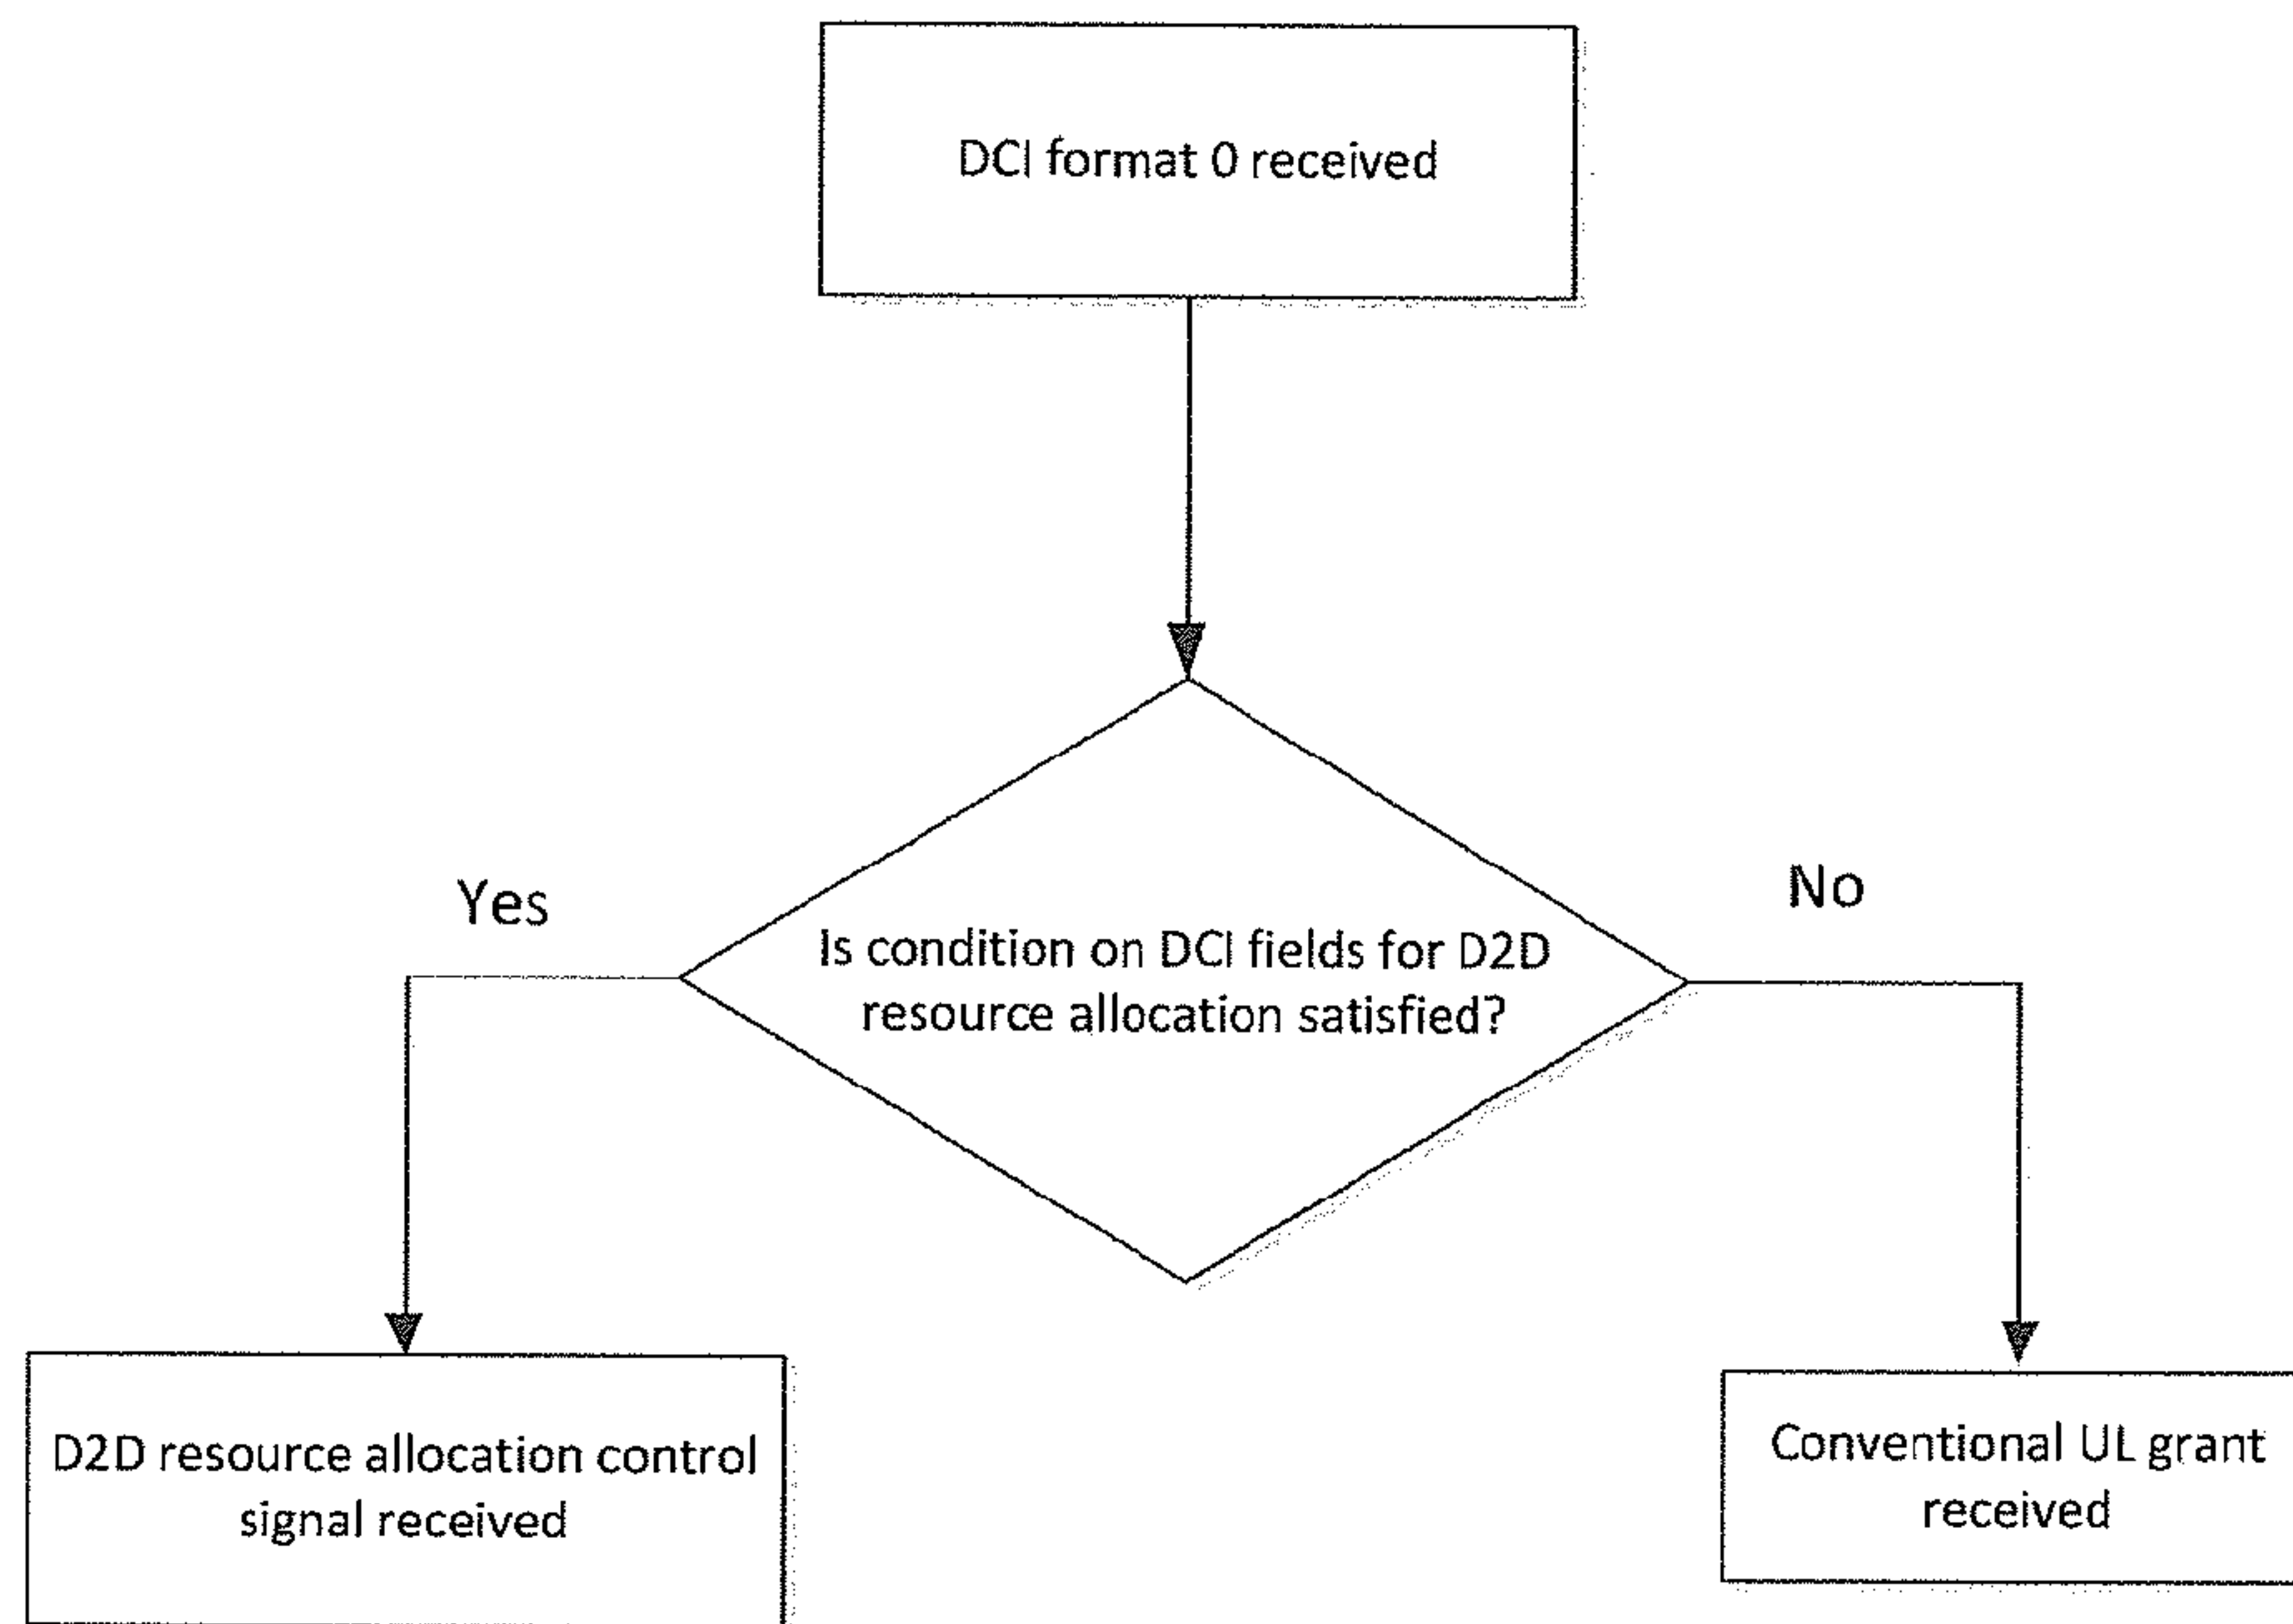 DCI format 0 received
Yes
No
Is condition on DCI fields for D2D
resource allocation satisfied?
D2D resource allocation control
signal received
Conventional UL grant
received